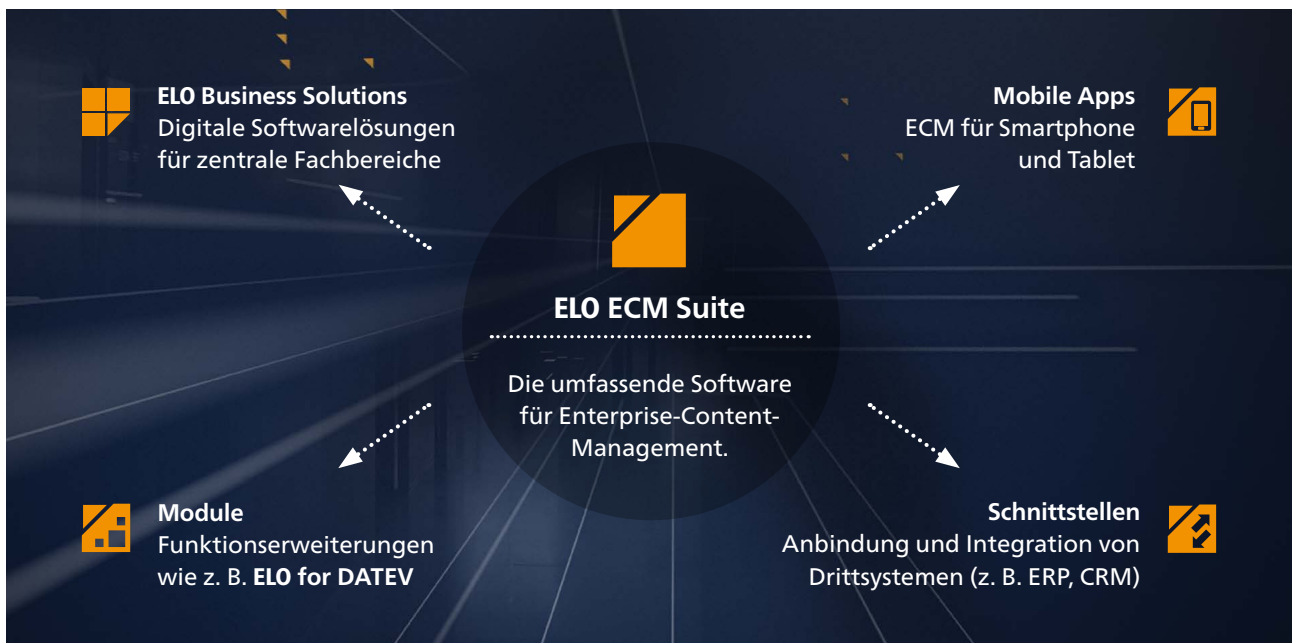 ELO Business Solutions
Digitale Softwarelösungen
für zentrale Fachbereiche
Mobile Apps
ECM für Smartphone
und Tablet
ELO ECM Suite
Die umfassende Software
für Enterprise-Content-
Management.
Module
Funktionserweiterungen
wie z. B. ELO for DATEV
Schnittstellen
Anbindung und Integration von
Drittsystemen (z. B. ERP, CRM)